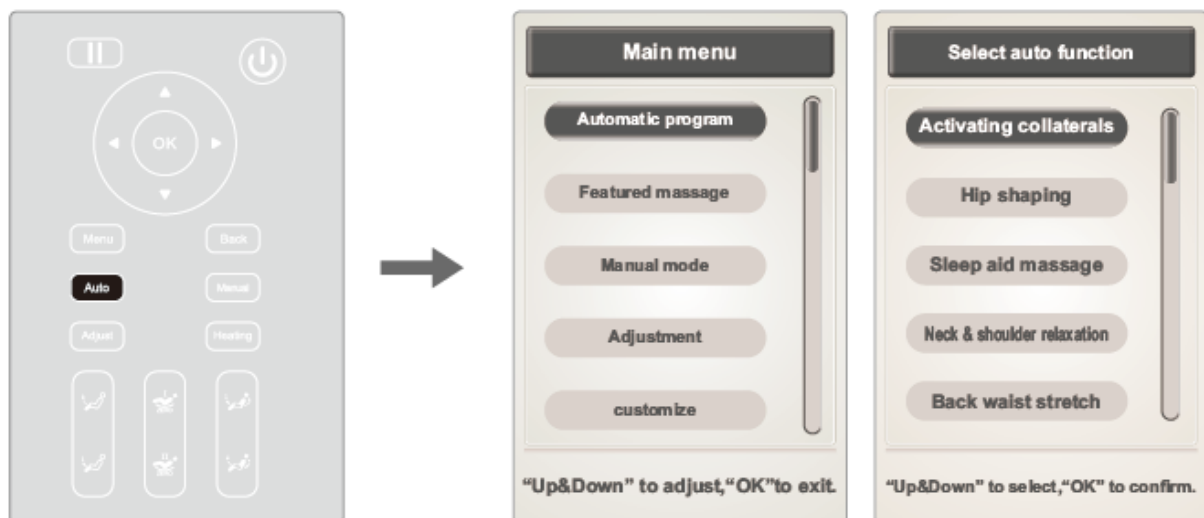 OK
Menu
Back
Auto
Manual
Adjust
Heating
Main menu
Automatic program
Featured massage
Manual mode
Adjustment
customize
“Up&Down” to adjust,“OK”to exit.
Select auto function
Activating collaterals
Hip shaping
Sleep aid massage
Neck & shoulder relaxation
Back waist stretch
“Up&Down” to select,“OK” to confirm.